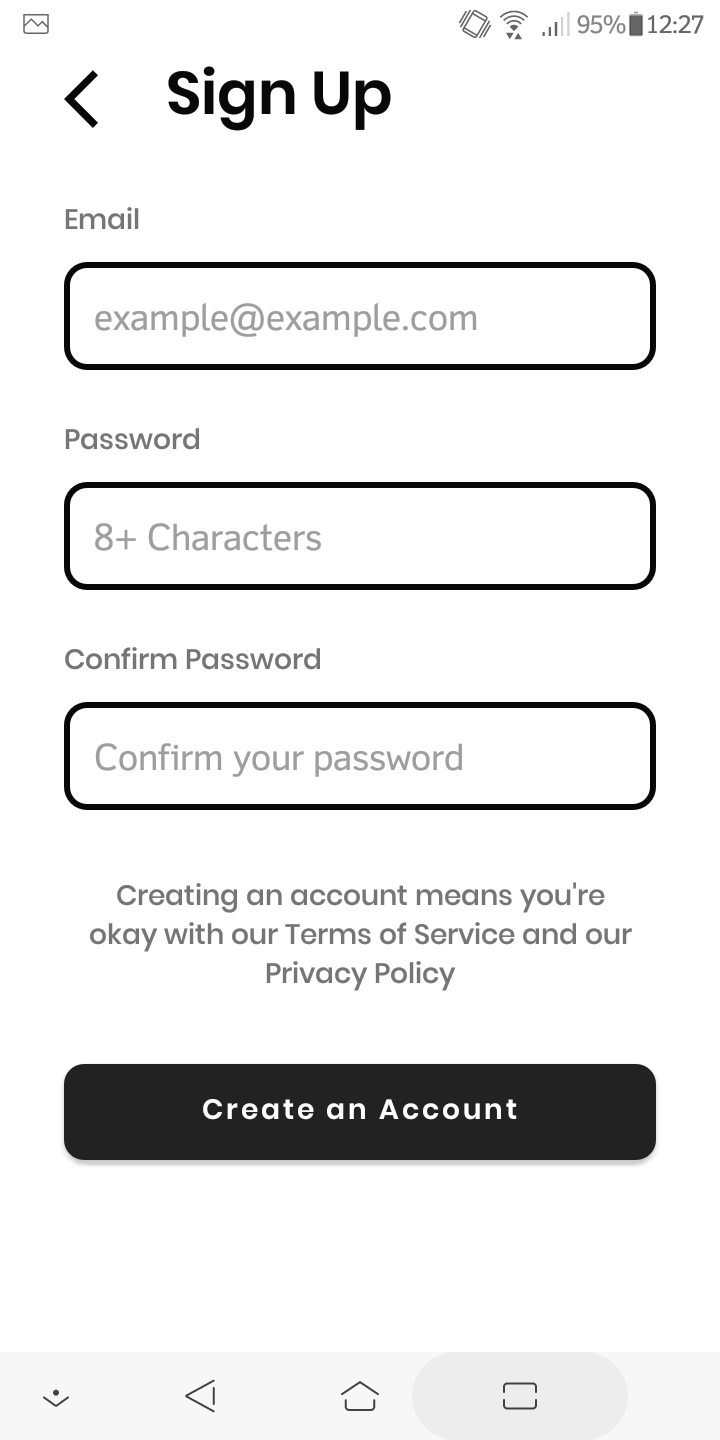 95% 12:27
Sign Up
Email
example@example.com
Password
8+ Characters
Confirm Password
Confirm your password
Creating an account means you're
okay with our Terms of Service and our
Privacy Policy
Create an Account